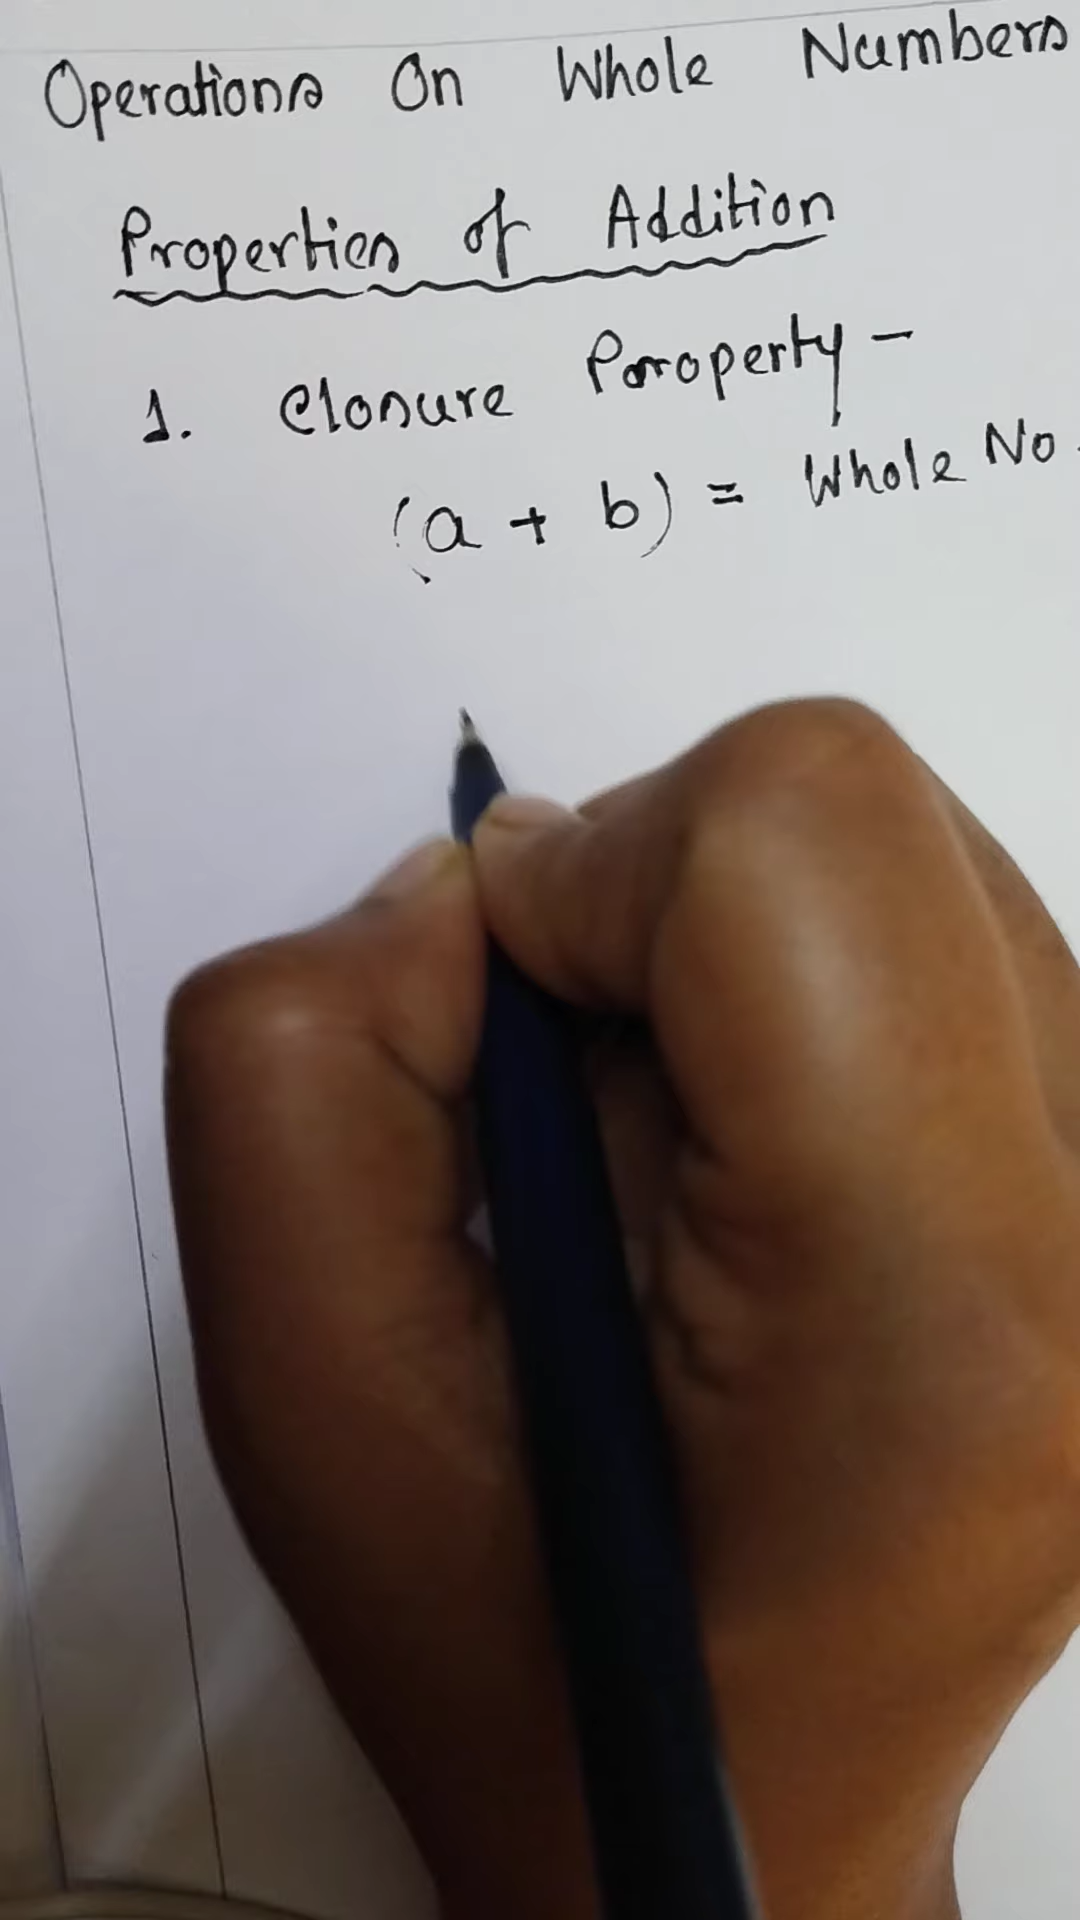 Operations On Whole Numbers
Properties of Addition
1. Closure Property -
(a + b) = Whole No.